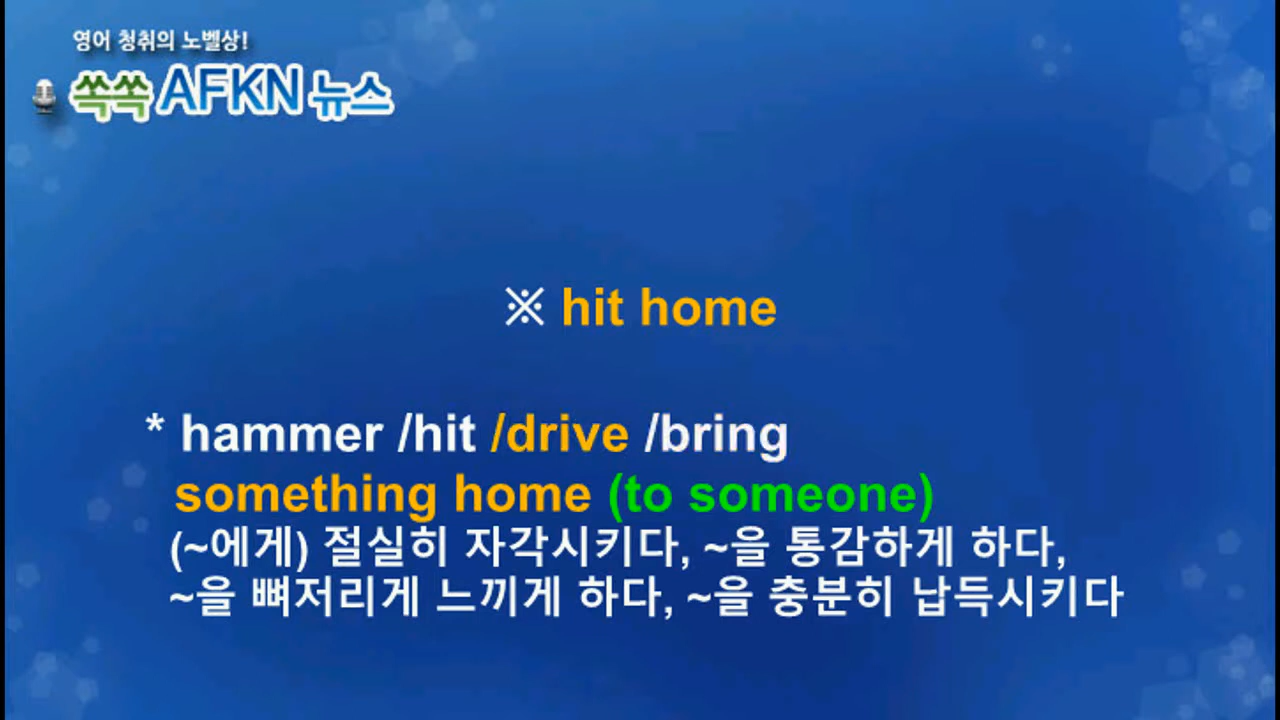 영어 청취의 노벨상!
쏙쏙 AFKN 뉴스
※ hit home
* hammer /hit /drive /bring
something home (to someone)
(~에게) 절실히 자각시키다, ~을 통감하게 하다,
~을 뼈저리게 느끼게 하다, ~을 충분히 납득시키다